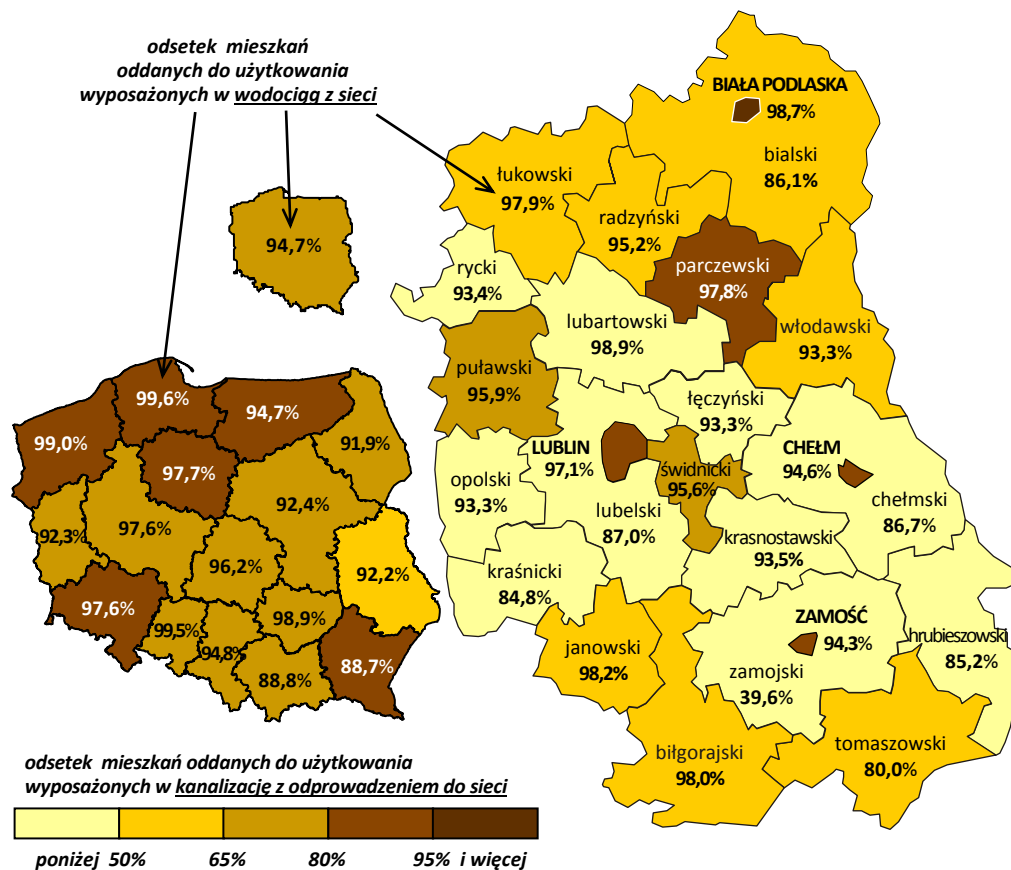 odsetek mieszkań
oddanych do użytkowania
wyposażonych w wodociąg z sieci
94,7%
99,6%
94,7%
99,0%
97,7%
91,9%
92,4%
92,3%
97,6%
96,2%
92,2%
97,6%
98,9%
99,5%
94,8%
88,7%
88,8%
BIAŁA PODLASKA
98,7%
bialski
86,1%
łukowski
97,9%
radzyński
95,2%
parczewski
97,8%
rycki
93,4%
lubartowski
98,9%
włodawski
93,3%
puławski
95,9%
łęczyński
93,3%
LUBLIN
97,1%
świdnicki
95,6%
CHEŁM
94,6%
chełmski
86,7%
opolski
93,3%
lubelski
87,0%
krasnostawski
93,5%
kraśnicki
84,8%
ZAMOŚĆ
94,3%
hrubieszowski
85,2%
janowski
98,2%
zamojski
39,6%
biłgorajski
98,0%
tomaszowski
80,0%
odsetek mieszkań oddanych do użytkowania
wyposażonych w kanalizację z odprowadzeniem do sieci
poniżej 50% 65% 80% 95% i więcej